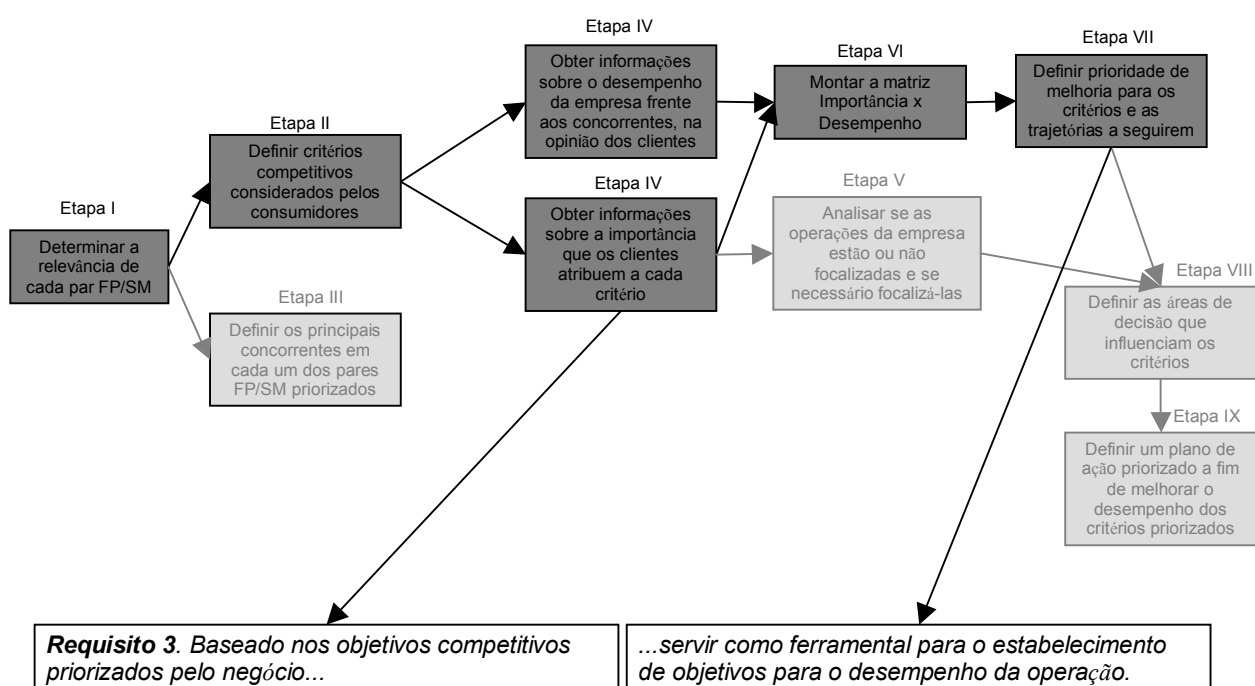 Etapa I
Determinar a
relevância de
cada par FP/SM
Etapa II
Definir critérios
competitivos
considerados pelos
consumidores
Etapa III
Definir os principais
concorrentes em
cada um dos pares
FP/SM priorizados
Etapa IV
Obter informações
sobre o desempenho
da empresa frente
aos concorrentes, na
opinião dos clientes
Etapa IV
Obter informações
sobre a importância
que os clientes
atribuem a cada
critério
Etapa VI
Montar a matriz
Importância x
Desempenho
Etapa V
Analisar se as
operações da empresa
estão ou não
focalizadas e se
necessário focalizá-las
Etapa VII
Definir prioridade de
melhoria para os
critérios e as
trajetórias a seguirem
Etapa VIII
Definir as áreas de
decisão que
influenciam os
critérios
Etapa IX
Definir um plano de
ação priorizado a fim
de melhorar o
desempenho dos
critérios priorizados
Requisito 3. Baseado nos objetivos competitivos
priorizados pelo negócio...
...servir como ferramental para o estabelecimento
de objetivos para o desempenho da operação.